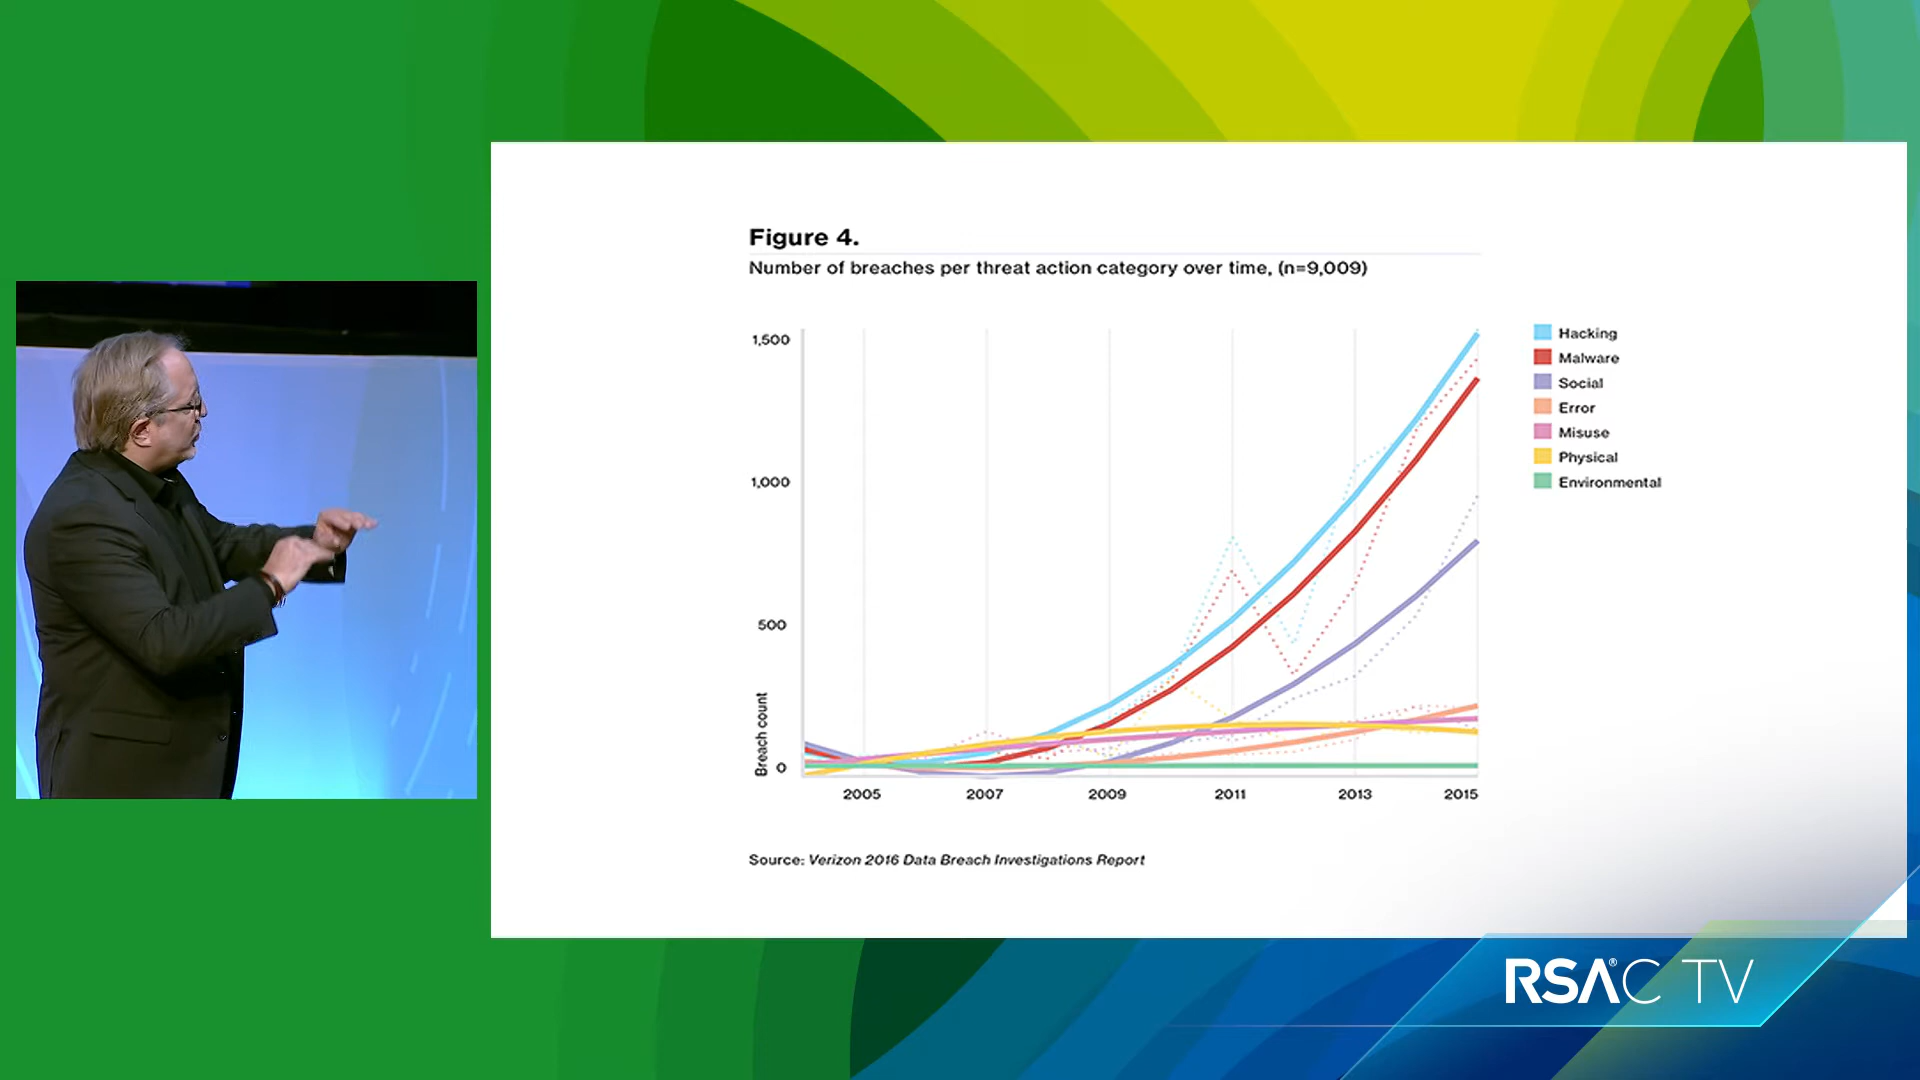 Figure 4.
Number of breaches per threat action category over time, (n=9,009)
1,500
1,000
500
0
Breach count
2005 2007 2009 2011 2013 2015
Hacking
Malware
Social
Error
Misuse
Physical
Environmental
Source: Verizon 2016 Data Breach Investigations Report
RSA®C TV